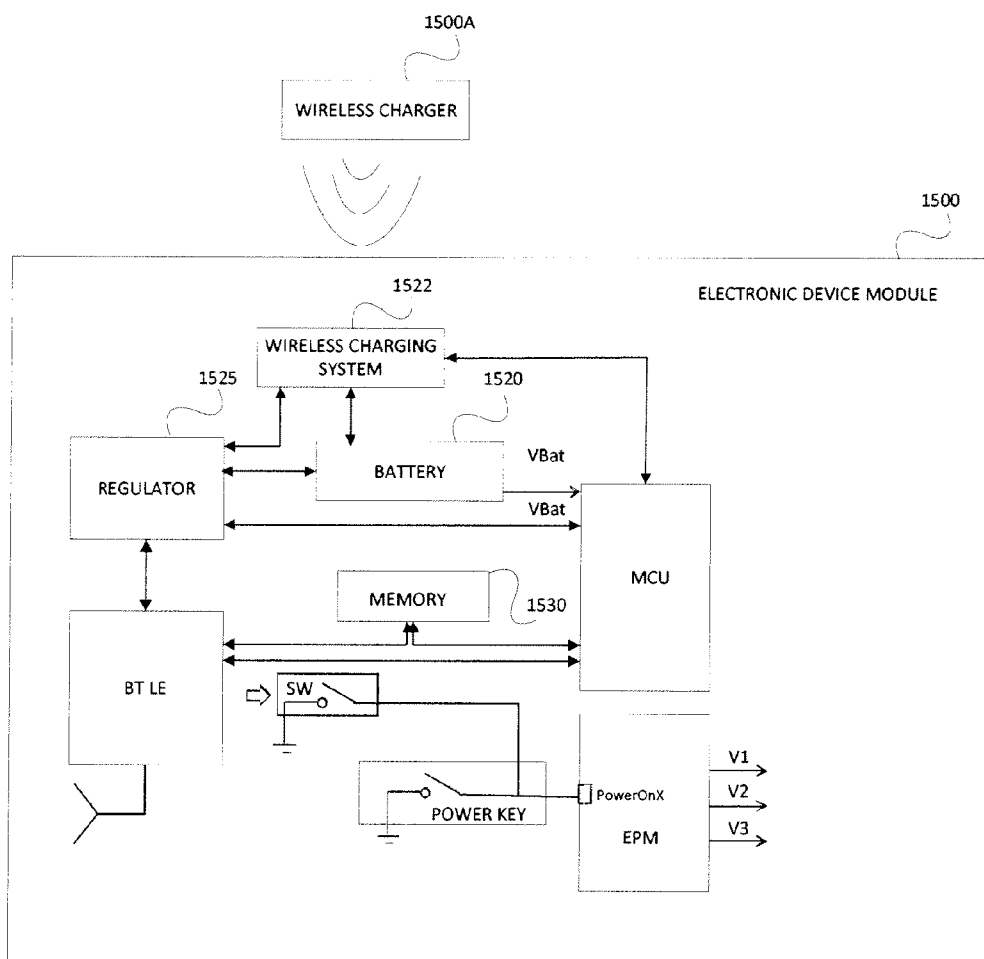 1500A
WIRELESS CHARGER
1500
ELECTRONIC DEVICE MODULE
1522
WIRELESS CHARGING
SYSTEM
1525
1520
REGULATOR
BATTERY
VBat
VBat
MCU
MEMORY
1530
BT LE
SW
POWER KEY
PowerOnX
EPM
V1
V2
V3